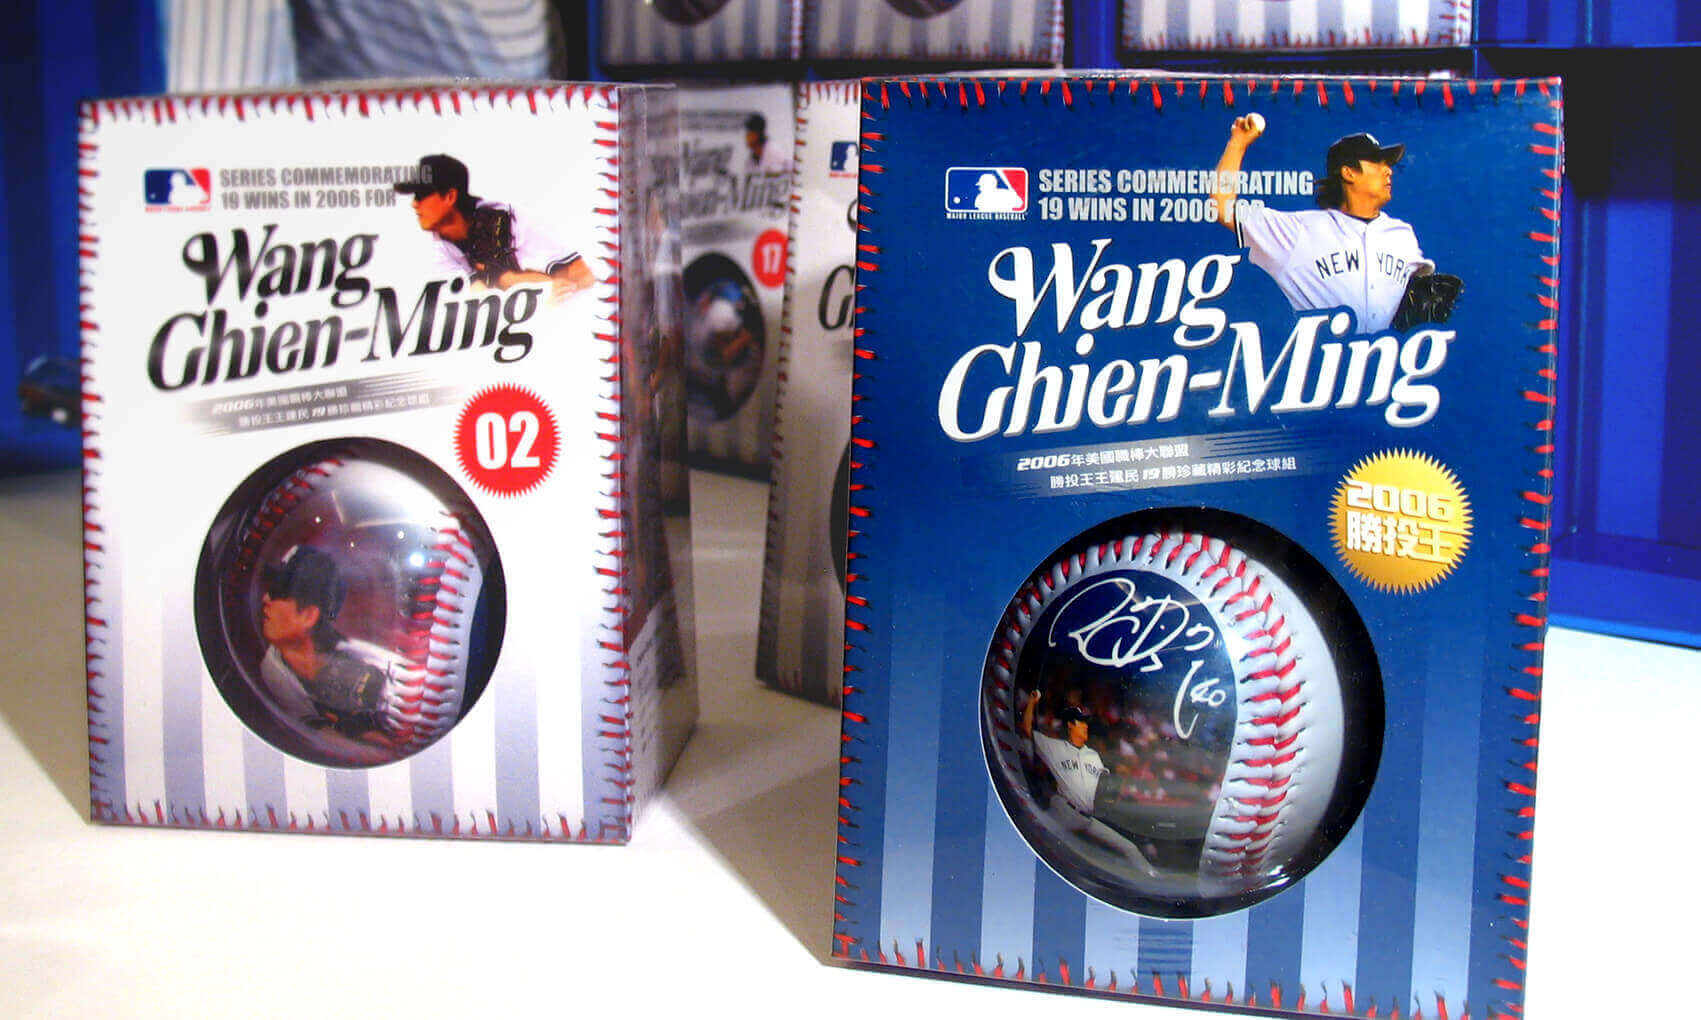 SERIES COMMEMORATING
19 WINS IN 2006 FOR
Wang
Chien-Ming
2006年美國職棒大聯盟
勝投王王建民19勝珍藏精彩紀念球組
02
17
MAJOR LEAGUE BASEBALL
SERIES COMMEMORATING
19 WINS IN 2006 FOR
NEW YORK
Wang
Chien-Ming
2006年美國職棒大聯盟
勝投王王建民19勝珍藏精彩紀念球組
2006
勝投王
40
NEW YORK